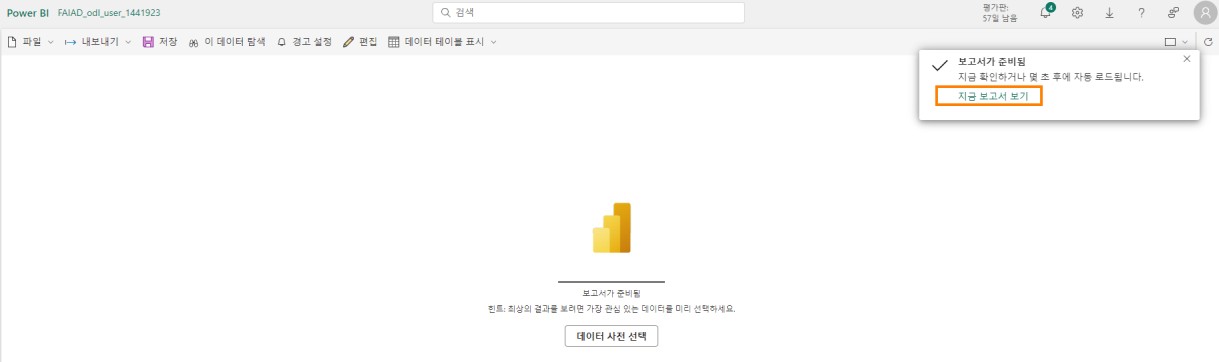 Power BI FAIAD_odl_user_1441923 검색 평가판: 4 ?
57일 남음
파일 내보내기 저장 이 데이터 탐색 경고 설정 편집 데이터 테이블 표시
보고서가 준비됨
지금 확인하거나 몇 초 후에 자동 로드됩니다.
지금 보고서 보기
보고서가 준비됨
힌트: 최상의 결과를 보려면 가장 관심 있는 데이터를 미리 선택하세요.
데이터 사전 선택